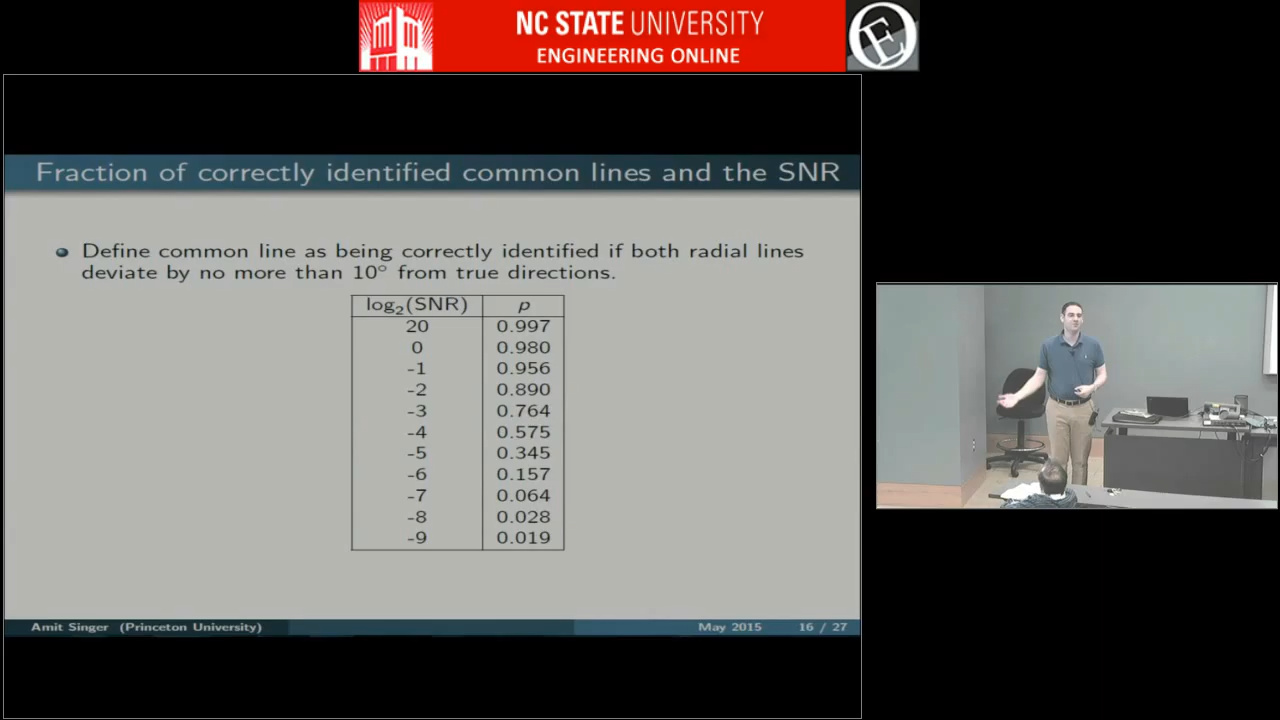 NC STATE UNIVERSITY
ENGINEERING ONLINE
Fraction of correctly identified common lines and the SNR
Define common line as being correctly identified if both radial lines
deviate by no more than 10° from true directions.
log₂(SNR) p
20 0.997
0 0.980
-1 0.956
-2 0.890
-3 0.764
-4 0.575
-5 0.345
-6 0.157
-7 0.064
-8 0.028
-9 0.019
Amit Singer (Princeton University) May 2015 16 / 27